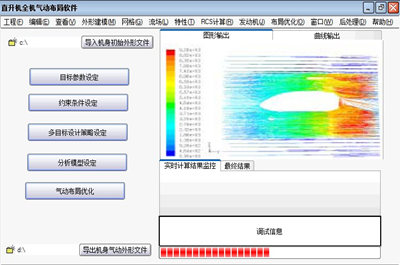 直升机全机气动布局软件
工程(F) 编辑(E) 查看(V) 外形建模(M) 网格(G) 流场(L) 特性(T) RCS计算(R) 发动机(U) 布局优化(O) 窗口(W) 后处理(P) 帮助(H)
c:\ 导入机身初始外形文件
图形输出 曲线输出
目标参数设定
约束条件设定
多目标设计策略设定
分析模型设定
气动布局优化
实时计算结果监控 最终结果
调试信息
d:\ 导出机身气动外形文件